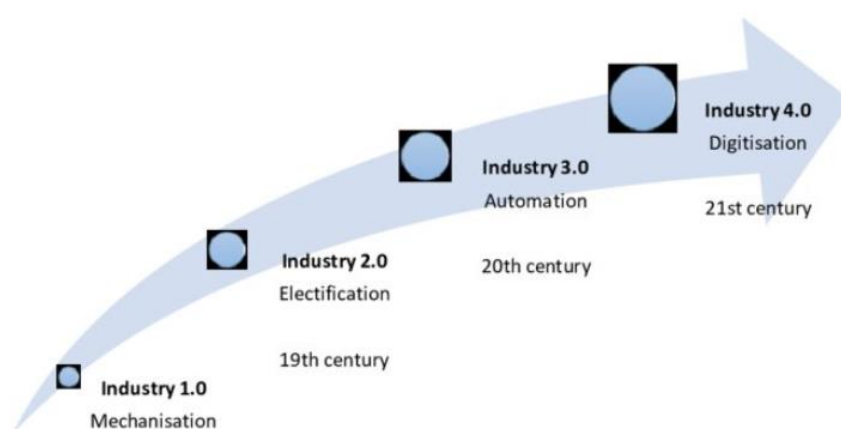 Industry 1.0
Mechanisation
Industry 2.0
Electification
19th century
Industry 3.0
Automation
20th century
Industry 4.0
Digitisation
21st century